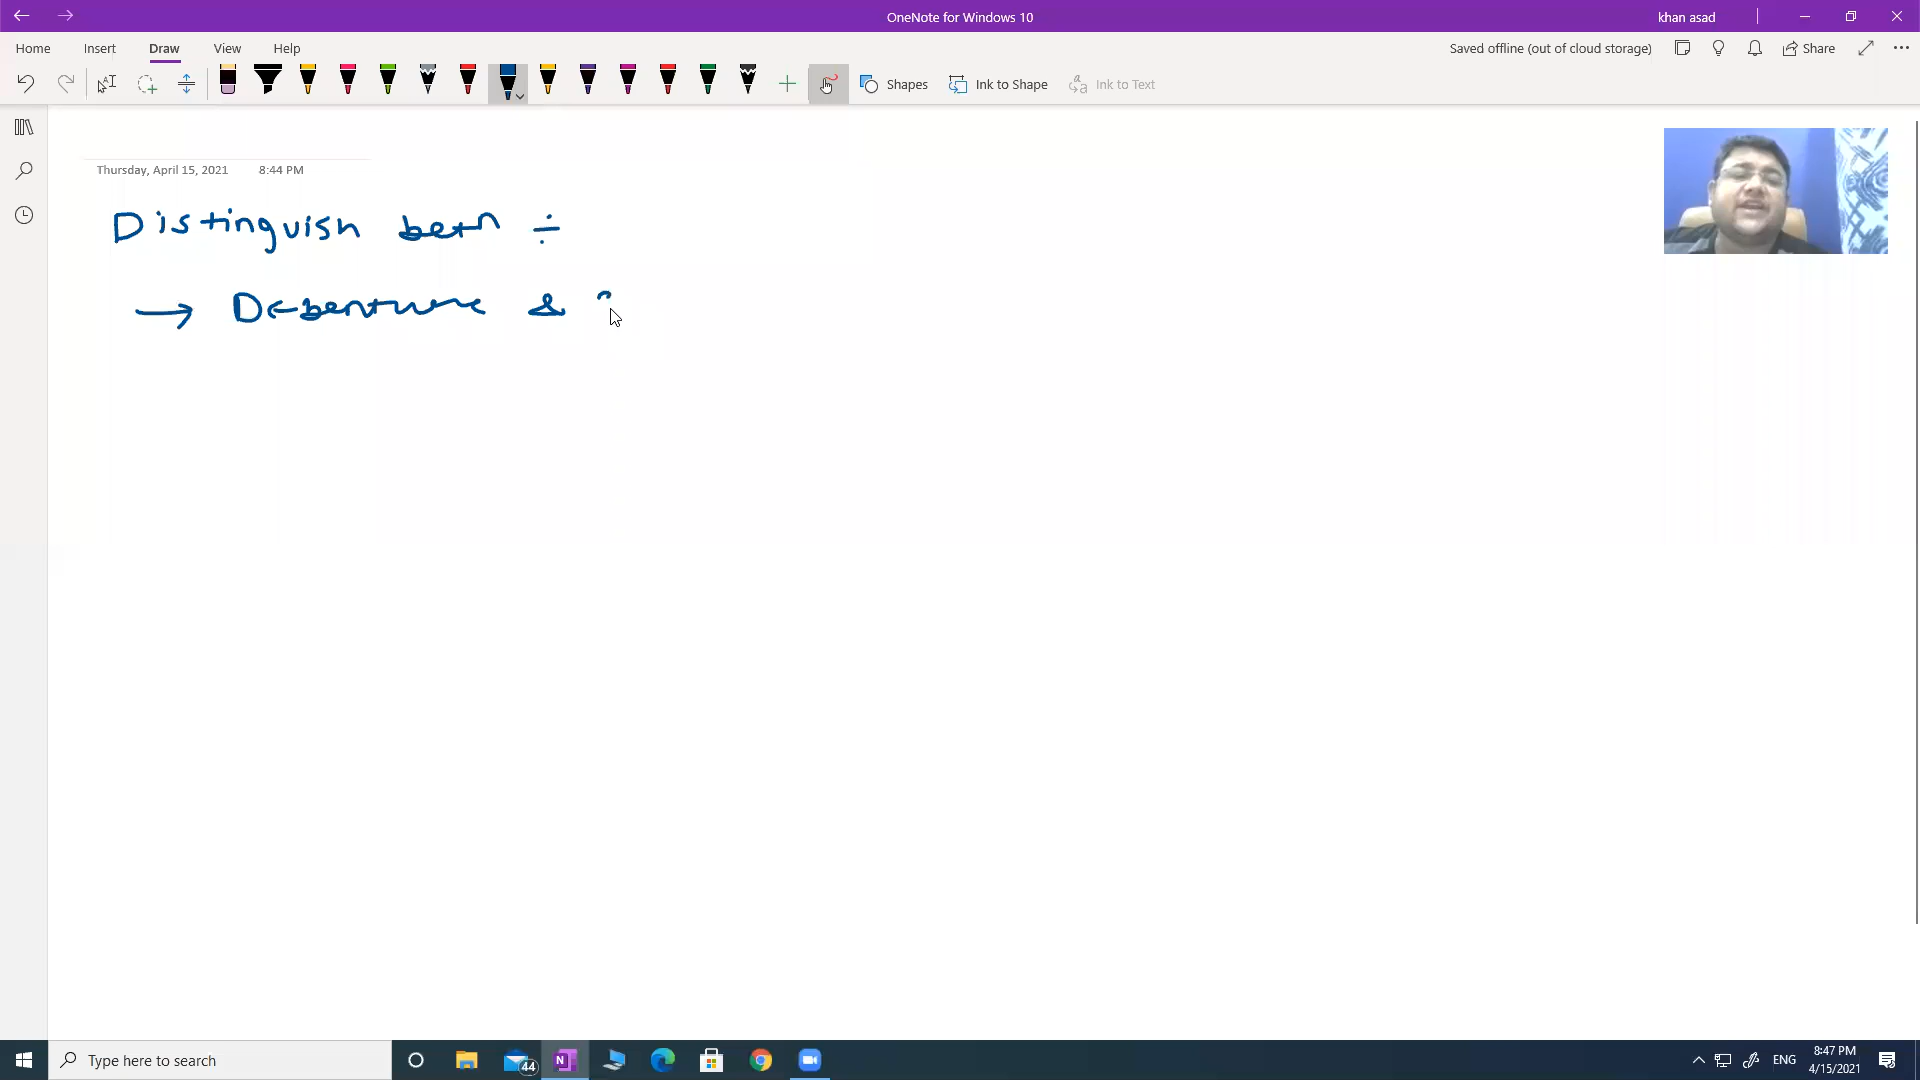 OneNote for Windows 10
khan asad
Home Insert Draw View Help
Saved offline (out of cloud storage)
Share
Shapes
Ink to Shape
Ink to Text
Thursday, April 15, 2021 8:44 PM
Distinguish betn ÷
→ Debenture &
Type here to search
44
N
ENG
8:47 PM
4/15/2021